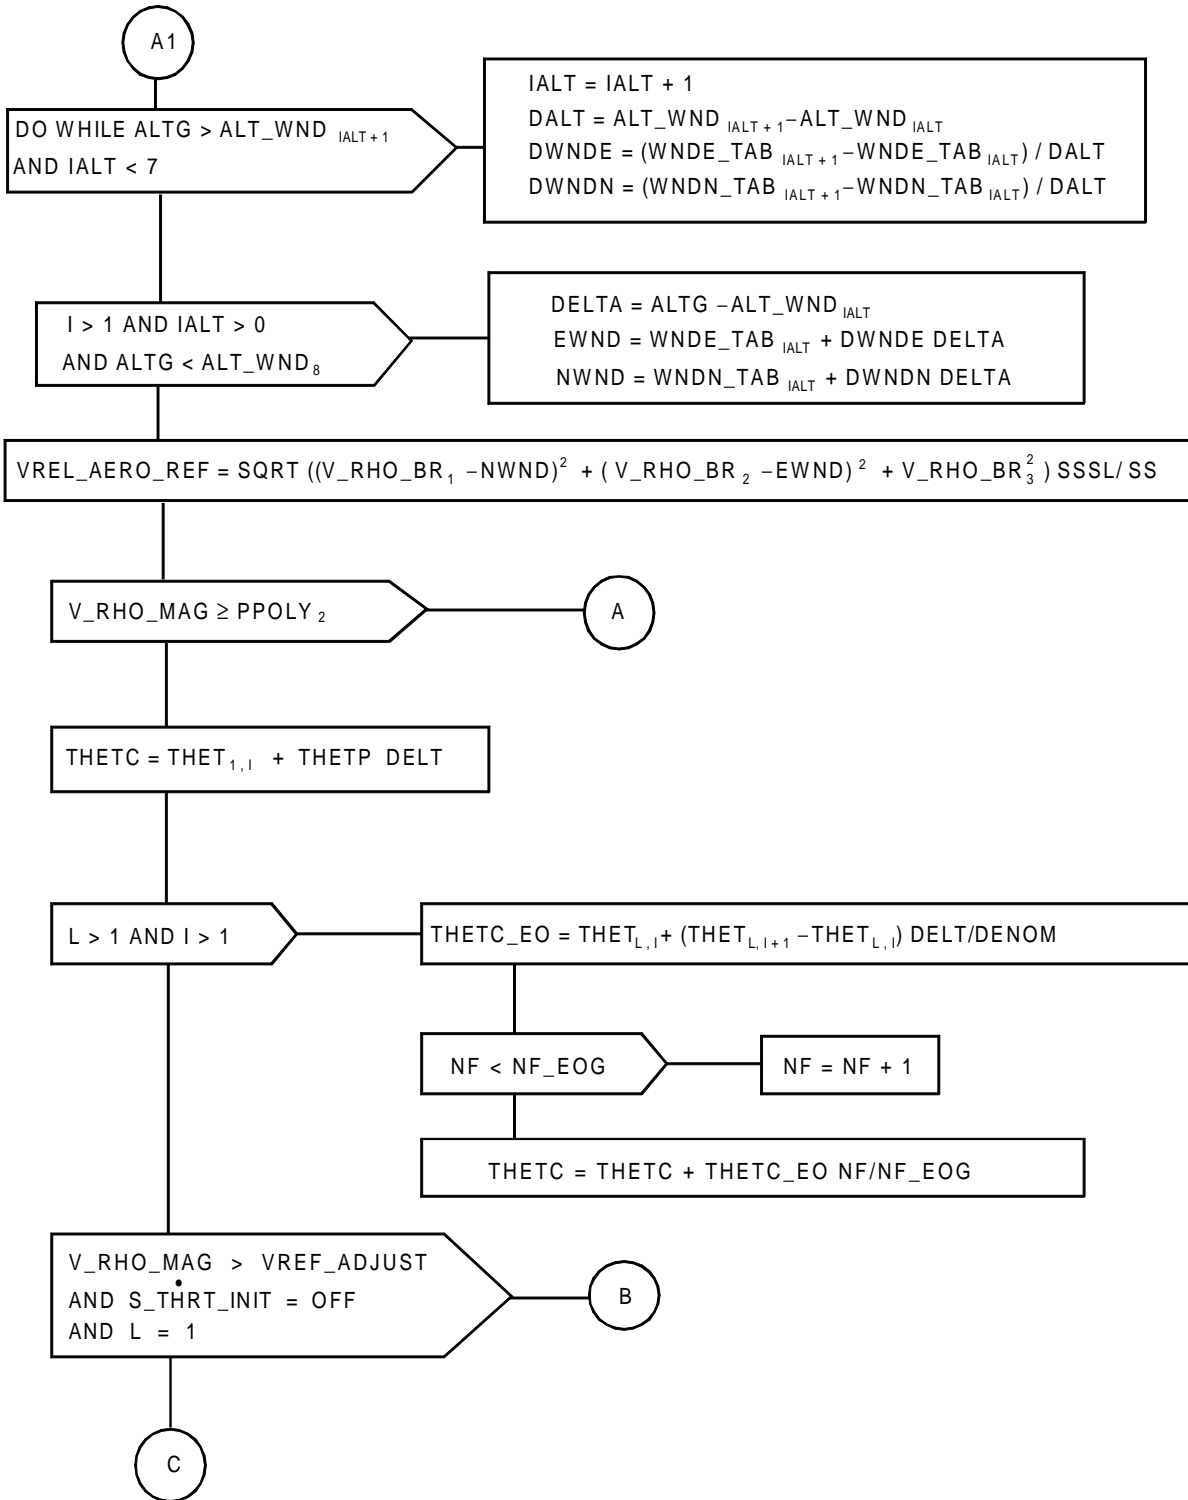 A1
DO WHILE ALTG > ALT_WND IALT + 1
AND IALT < 7
IALT = IALT + 1
DALT = ALT_WND IALT + 1 –ALT_WND IALT
DWNDE = (WNDE_TAB IALT + 1 –WNDE_TAB IALT) / DALT
DWNDN = (WNDN_TAB IALT + 1 –WNDN_TAB IALT) / DALT
I > 1 AND IALT > 0
AND ALTG < ALT_WND 8
DELTA = ALTG –ALT_WND IALT
EWND = WNDE_TAB IALT + DWNDE DELTA
NWND = WNDN_TAB IALT + DWNDN DELTA
VREL_AERO_REF = SQRT ((V_RHO_BR₁ –NWND)² + ( V_RHO_BR ₂ –EWND) ² + V_RHO_BR₃² ) SSSL/ SS
V_RHO_MAG ≥ PPOLY ₂
A
THETC = THET 1 , I + THETP DELT
L > 1 AND I > 1
THETC_EO = THET L , I + (THET L, I + 1 –THET L , I) DELT/DENOM
NF < NF_EOG
NF = NF + 1
THETC = THETC + THETC_EO NF/NF_EOG
V_RHO_MAG > VREF_ADJUST
AND S_THRT_INIT = OFF
AND L = 1
B
C